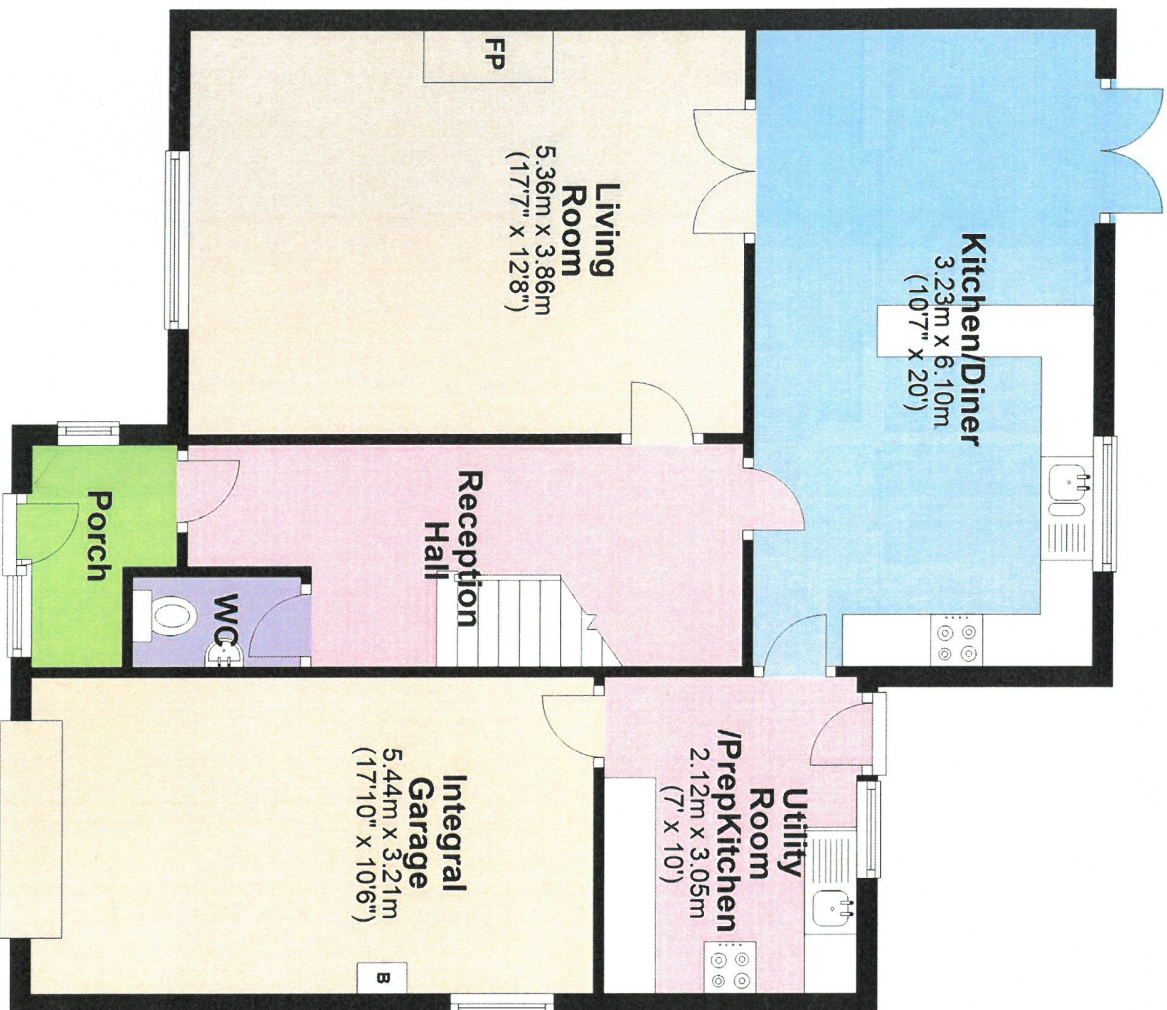 Kitchen/Diner
3.23m x 6.10m
(10'7" x 20')
FP
Living
Room
5.36m x 3.86m
(17'7" x 12'8")
Utility
Room
/PrepKitchen
2.12m x 3.05m
(7' x 10')
Reception
Hall
WC
Porch
Integral
Garage
5.44m x 3.21m
(17'10" x 10'6")
B